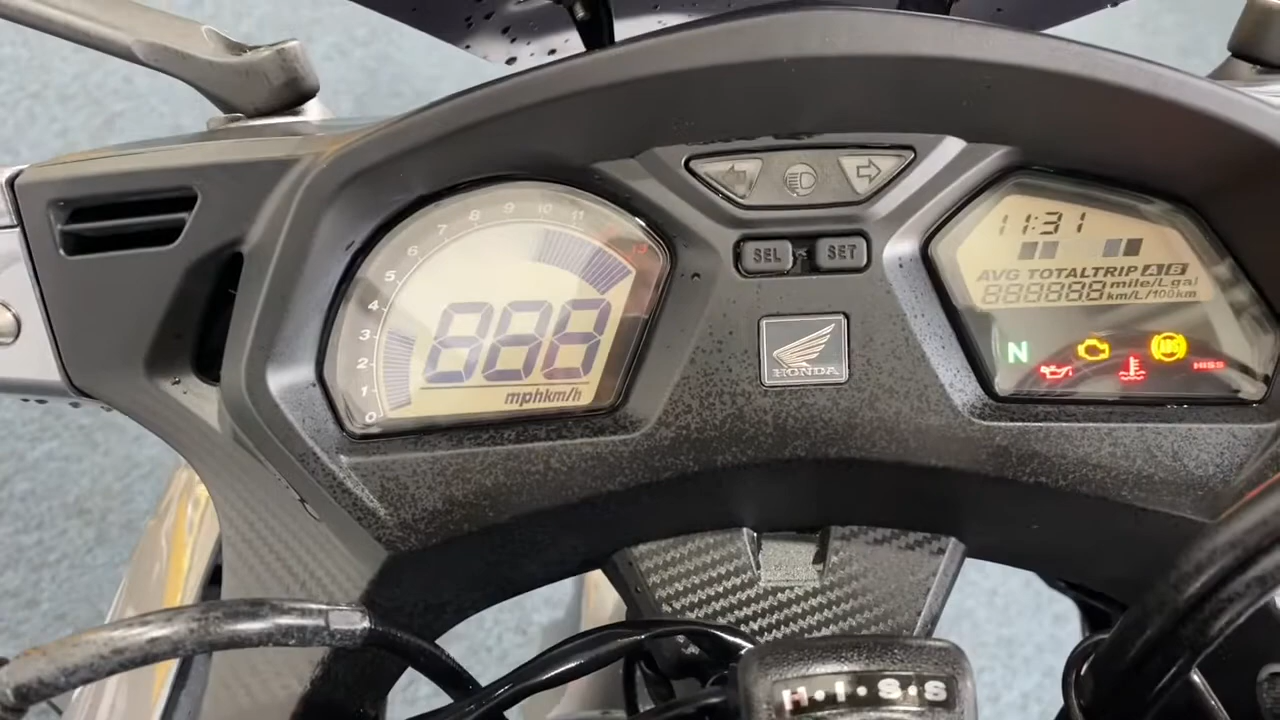 0
1
2
3
4
5
6
7
8
9
10
11
888
mphkm/h
SEL
SET
HONDA
11:31
AVG TOTALTRIP A B
888888 mile/L gal
km/L/100km
N
ABS
HISS
H·I·S·S